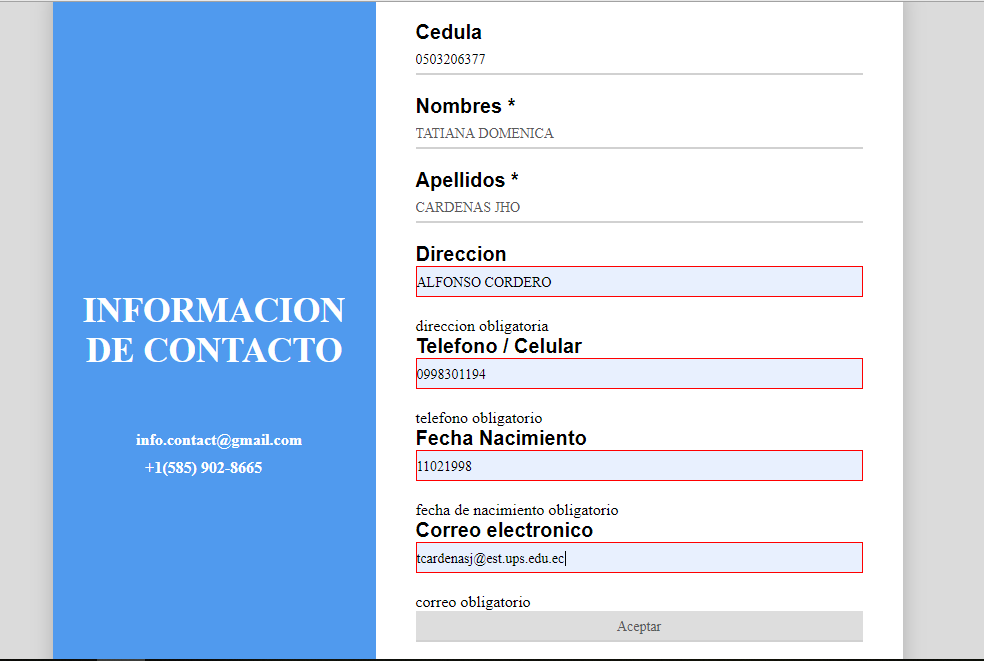 INFORMACION
DE CONTACTO
info.contact@gmail.com
+1(585) 902-8665
Cedula
0503206377
Nombres *
TATIANA DOMENICA
Apellidos *
CARDENAS JHO
Direccion
ALFONSO CORDERO
direccion obligatoria
Telefono / Celular
0998301194
telefono obligatorio
Fecha Nacimiento
11021998
fecha de nacimiento obligatorio
Correo electronico
tcardenasj@est.ups.edu.ec
correo obligatorio
Aceptar